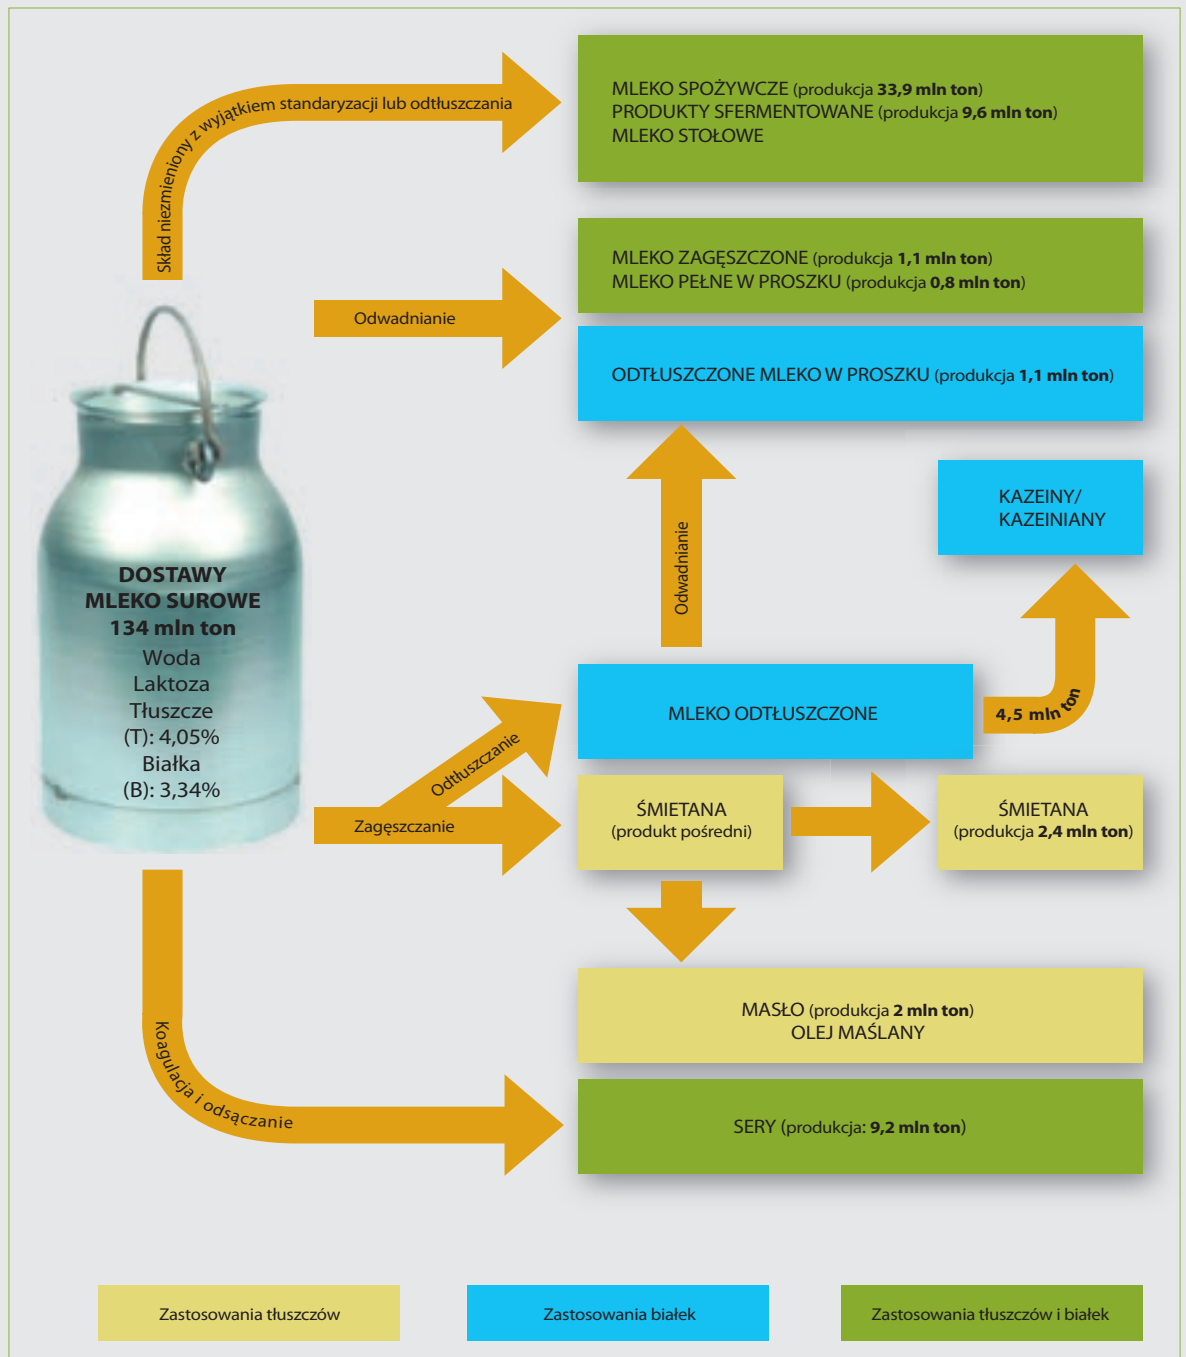 Skład niezmieniony z wyjątkiem standaryzacji lub odtłuszczania
MLEKO SPOŻYWCZE (produkcja 33,9 mln ton)
PRODUKTY SFERMENTOWANE (produkcja 9,6 mln ton)
MLEKO STOŁOWE
Odwadnianie
MLEKO ZAGĘSZCZONE (produkcja 1,1 mln ton)
MLEKO PEŁNE W PROSZKU (produkcja 0,8 mln ton)
ODTŁUSZCZONE MLEKO W PROSZKU (produkcja 1,1 mln ton)
Odwadnianie
KAZEINY/
KAZEINIANY
DOSTAWY
MLEKO SUROWE
134 mln ton
Woda
Laktoza
Tłuszcze
(T): 4,05%
Białka
(B): 3,34%
Odtłuszczanie
MLEKO ODTŁUSZCZONE
4,5 mln ton
Zagęszczanie
ŚMIETANA
(produkt pośredni)
ŚMIETANA
(produkcja 2,4 mln ton)
MASŁO (produkcja 2 mln ton)
OLEJ MAŚLANY
Koagulacja i odsączanie
SERY (produkcja: 9,2 mln ton)
Zastosowania tłuszczów
Zastosowania białek
Zastosowania tłuszczów i białek